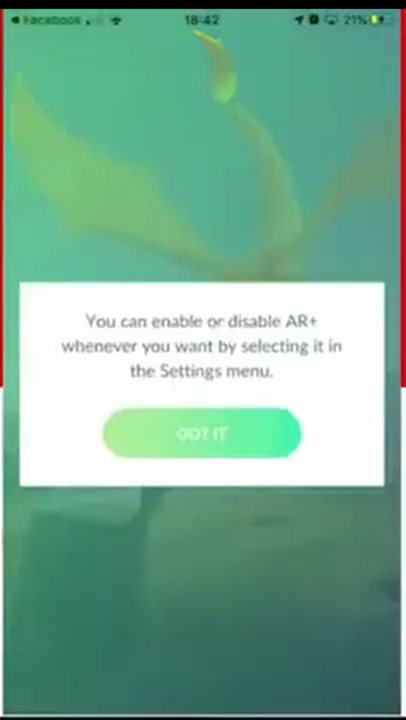 Facebook
18:42
21%
You can enable or disable AR+
whenever you want by selecting it in
the Settings menu.
GOT IT